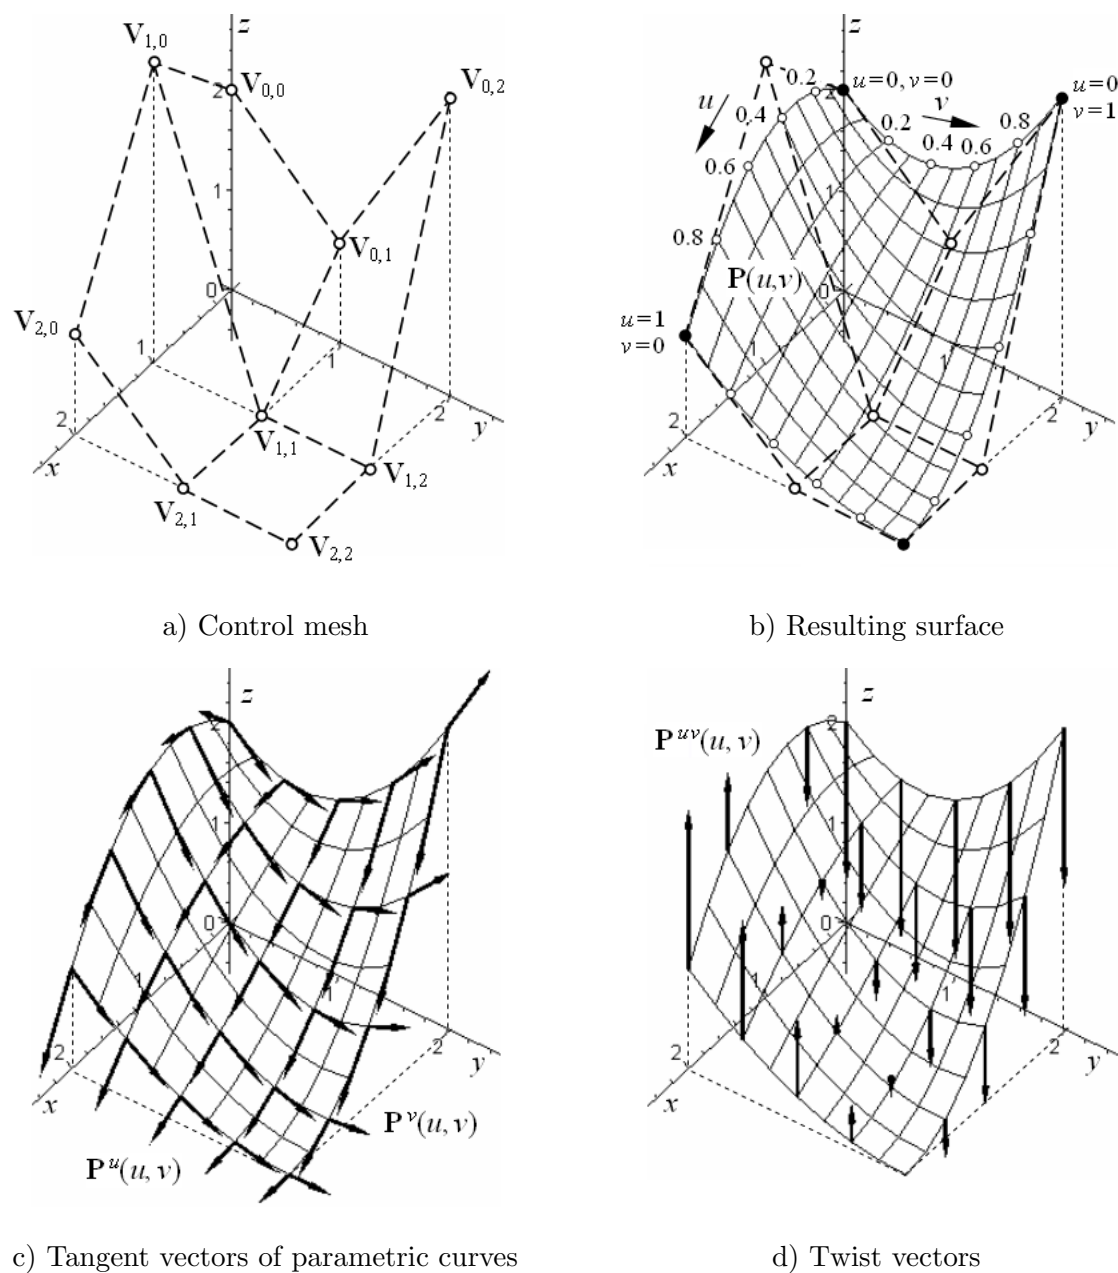 z
V1,0
V0,0
V0,2
2
1
V0,1
0
V2,0
1
1
2
2
V1,1
y
x
V1,2
V2,1
V2,2
a) Control mesh
z
0.2
2
u=0, v=0
u=0
v=1
u
v
0.4
0.2
0.8
0.4
0.6
0.6
1
0.8
P(u,v)
0
u=1
v=0
1
1
2
2
y
x
b) Resulting surface
z
2
1
0
1
2
2
y
x
P^v(u, v)
P^u(u, v)
c) Tangent vectors of parametric curves
z
2
P^uv(u, v)
1
0
1
1
2
2
y
x
d) Twist vectors